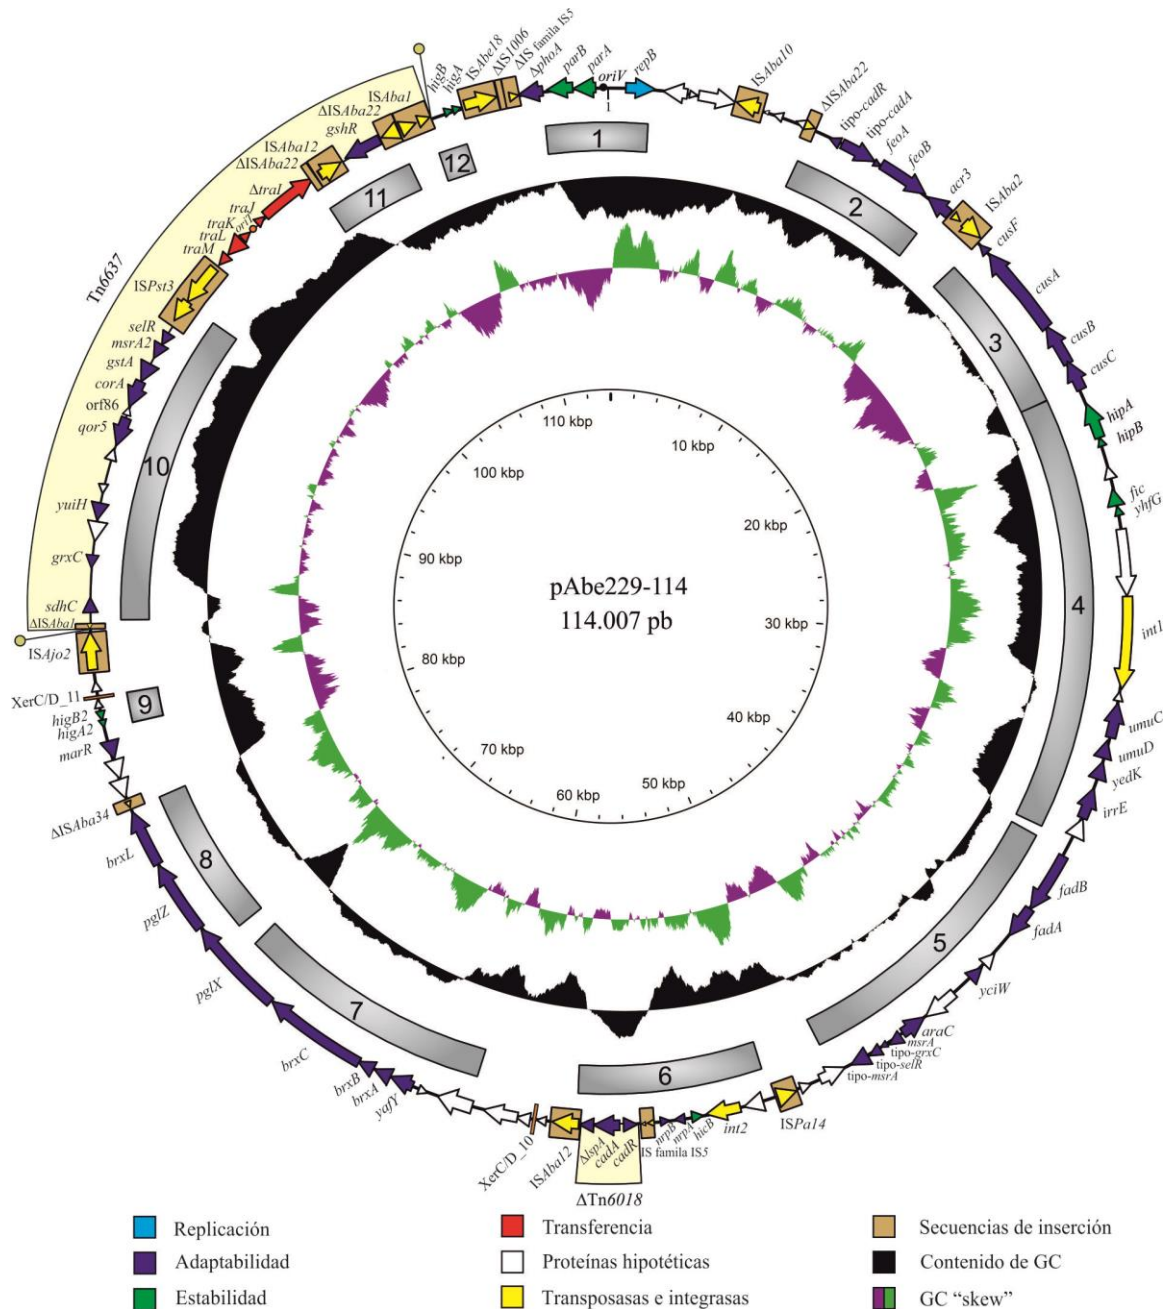 oriV
repB
ISAba10
ΔISAba22
tipo-cadR
tipo-cadA
feoA
feoB
acr3
ISAba2
cusF
cusA
cusB
cusC
hipA
hipB
fic
yhfG
int1
umuC
umuD
yedK
irrE
fadB
fadA
yciW
araC
msrA
tipo-grxC
tipo-selR
tipo-msrA
ISPa14
int2
hicB
nrpA
nrpB
IS famila IS5
cadR
cadA
ΔlspA
ΔTn6018
ISAba12
XerC/D_10
yafY
brxA
brxB
brxC
pglX
pglZ
brxL
ΔISAba34
marR
higA2
higB2
XerC/D_11
ISAjo2
ΔISAba1
sdhC
grxC
yuiH
qor5
orf86
corA
gstA
msrA2
selR
ISPst3
Tn6637
traM
traL
oriT
traK
traJ
ΔtraI
ΔISAba22
ISAba12
gshR
ΔISAba22
ISAba1
higB
higA
ISAbe18
ΔIS1006
ΔIS famila IS5
ΔphoA
parB
parA
1
1
2
3
4
5
6
7
8
9
10
11
12
10 kbp
20 kbp
30 kbp
40 kbp
50 kbp
60 kbp
70 kbp
80 kbp
90 kbp
100 kbp
110 kbp
pAbe229-114
114.007 pb
Replicación
Adaptabilidad
Estabilidad
Transferencia
Proteínas hipotéticas
Transposasas e integrasas
Secuencias de inserción
Contenido de GC
GC “skew”